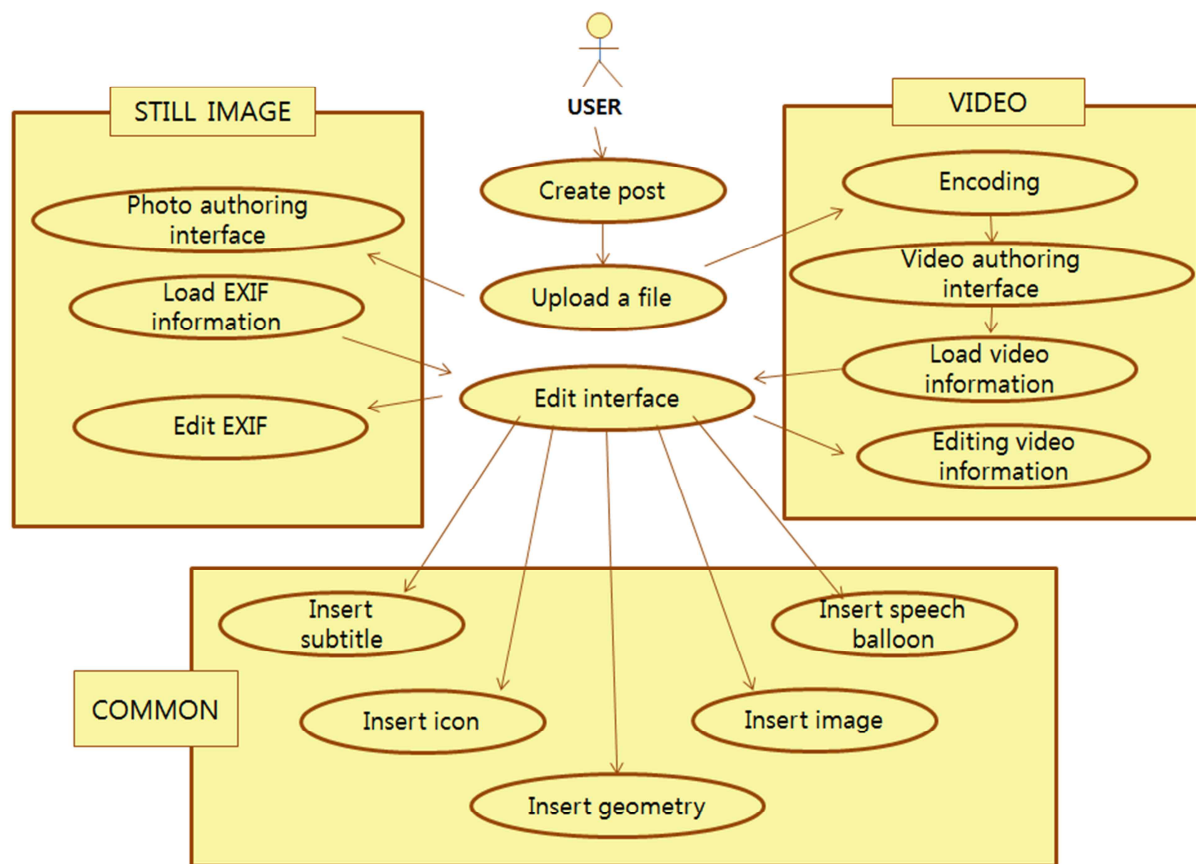 USER
STILL IMAGE
VIDEO
Create post
Encoding
Photo authoring
interface
Video authoring
interface
Load EXIF
information
Upload a file
Load video
information
Edit interface
Edit EXIF
Editing video
information
Insert
subtitle
Insert speech
balloon
COMMON
Insert icon
Insert image
Insert geometry